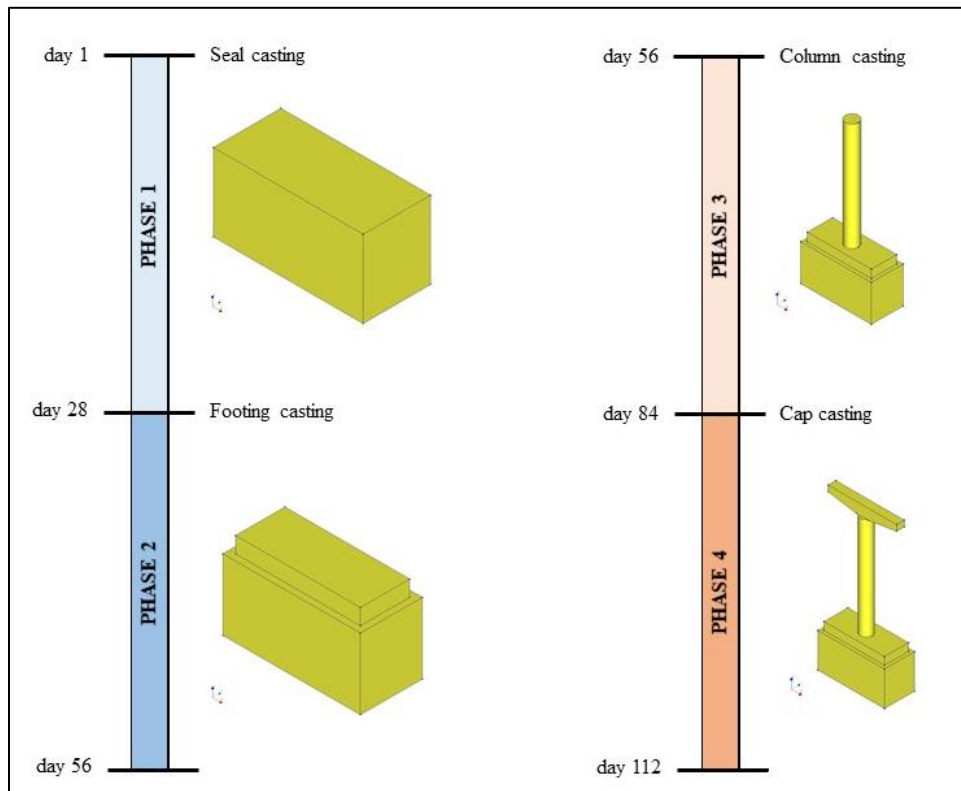 day 1
Seal casting
PHASE 1
day 28
Footing casting
PHASE 2
day 56
day 56
Column casting
PHASE 3
day 84
Cap casting
PHASE 4
day 112